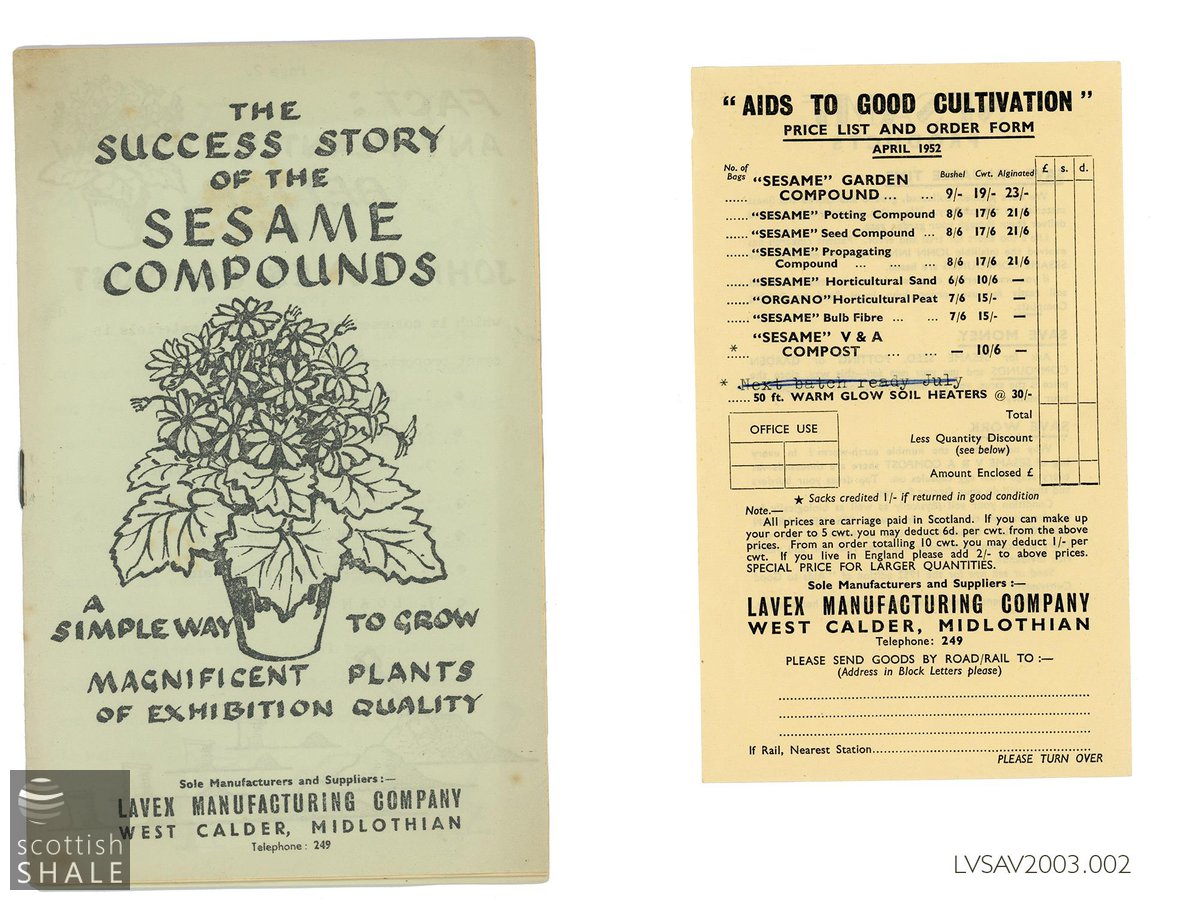 THE
SUCCESS STORY
OF THE
SESAME
COMPOUNDS
A
SIMPLE WAY TO GROW
MAGNIFICENT PLANTS
OF EXHIBITION QUALITY
Sole Manufacturers and Suppliers :—
LAVEX MANUFACTURING COMPANY
WEST CALDER, MIDLOTHIAN
Telephone : 249
scottish
SHALE
"AIDS TO GOOD CULTIVATION"
PRICE LIST AND ORDER FORM
APRIL 1952
No. of Bags Bushel Cwt. Alginated £ s. d.
...... "SESAME" GARDEN
COMPOUND ... ... 9/- 19/- 23/-
...... "SESAME" Potting Compound 8/6 17/6 21/6
...... "SESAME" Seed Compound ... 8/6 17/6 21/6
...... "SESAME" Propagating
Compound ... ... ... 8/6 17/6 21/6
...... "SESAME" Horticultural Sand 6/6 10/6 —
...... "ORGANO" Horticultural Peat 7/6 15/- —
...... "SESAME" Bulb Fibre ... ... 7/6 15/- —
"SESAME" V & A
* ...... COMPOST ... ... — 10/6 —
* Next batch ready July
...... 50 ft. WARM GLOW SOIL HEATERS @ 30/-
Total
OFFICE USE
Less Quantity Discount
(see below)
Amount Enclosed £
★ Sacks credited 1/- if returned in good condition
Note.—
All prices are carriage paid in Scotland. If you can make up
your order to 5 cwt. you may deduct 6d. per cwt. from the above
prices. From an order totalling 10 cwt. you may deduct 1/- per
cwt. If you live in England please add 2/- to above prices.
SPECIAL PRICE FOR LARGER QUANTITIES.
Sole Manufacturers and Suppliers :—
LAVEX MANUFACTURING COMPANY
WEST CALDER, MIDLOTHIAN
Telephone: 249
PLEASE SEND GOODS BY ROAD/RAIL TO :—
(Address in Block Letters please)
If Rail, Nearest Station
PLEASE TURN OVER
LVSAV2003.002